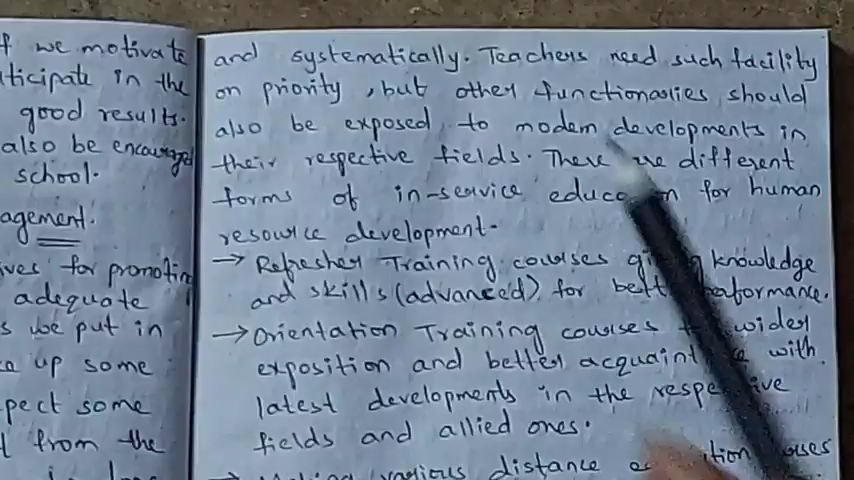 f we motivate
ticipate in the
good results.
also be encouraged
school.
agement.
ives for promotin
adequate
s we put in
ke up some
pect some
t from the
and systematically. Teachers need such facility
on priority, but other functionaries should
also be exposed to modern developments in
their respective fields. There are different
forms of in-service education for human
resource development.
→ Refresher Training courses giving knowledge
and skills (advanced) for better performance.
→ Orientation Training courses wider
exposition and better acquaintance with
latest developments in the respective
fields and allied ones.
various distance